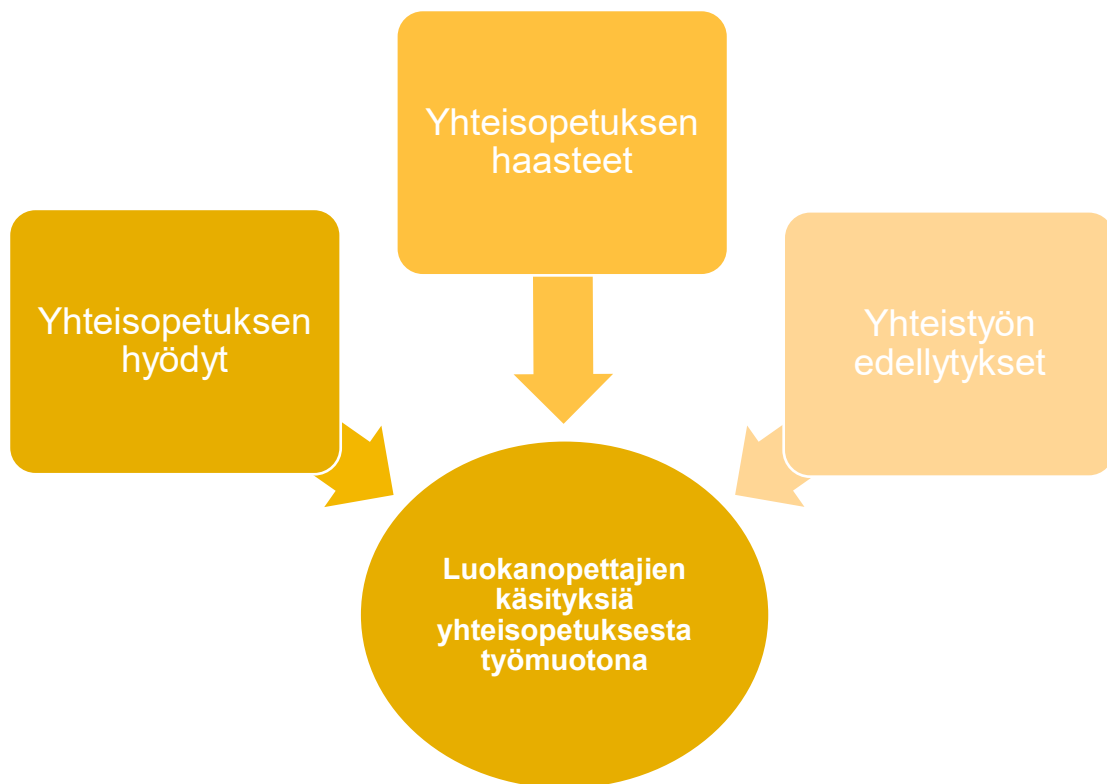 Yhteisopetuksen
haasteet
Yhteisopetuksen
hyödyt
Yhteistyön
edellytykset
Luokanopettajien
käsityksiä
yhteisopetuksesta
työmuotona